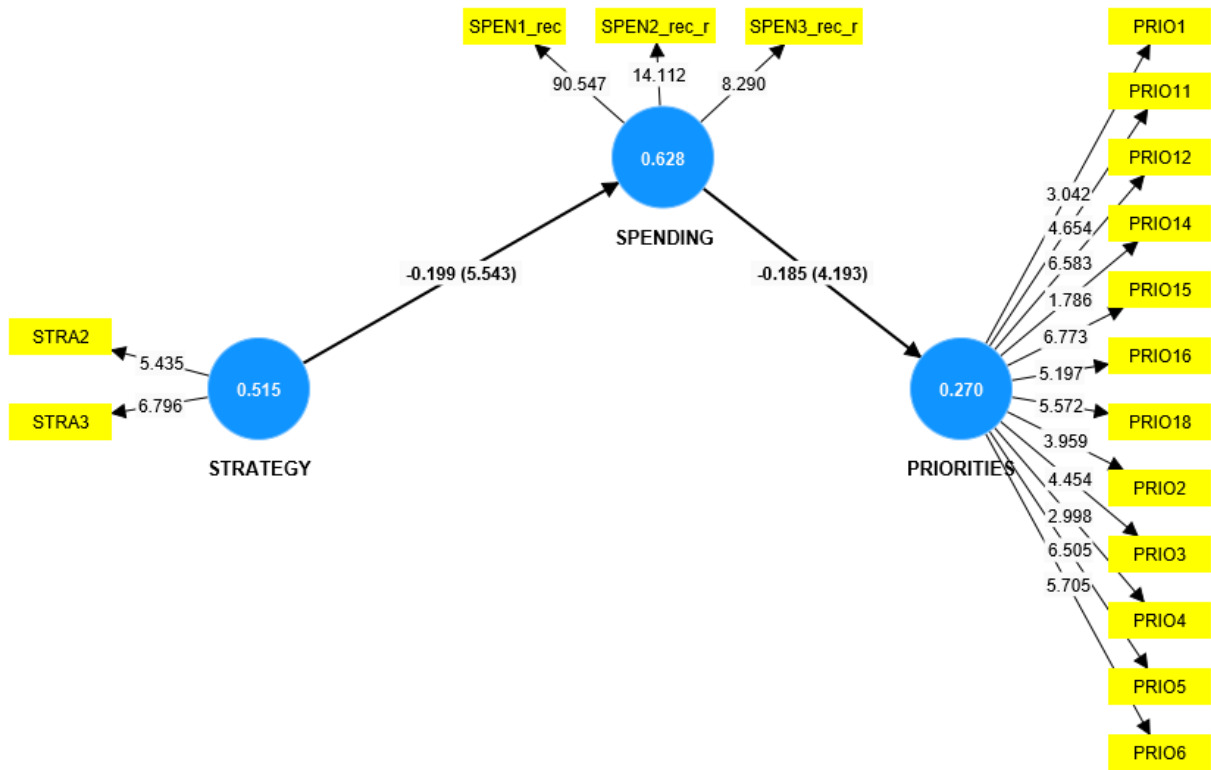 SPEN1_rec
SPEN2_rec_r
SPEN3_rec_r
90.547
14.112
8.290
0.628
SPENDING
-0.199 (5.543)
-0.185 (4.193)
STRA2
STRA3
5.435
6.796
0.515
STRATEGY
0.270
PRIORITIES
3.042
4.654
6.583
1.786
6.773
5.197
5.572
3.959
4.454
2.998
6.505
5.705
PRIO1
PRIO11
PRIO12
PRIO14
PRIO15
PRIO16
PRIO18
PRIO2
PRIO3
PRIO4
PRIO5
PRIO6